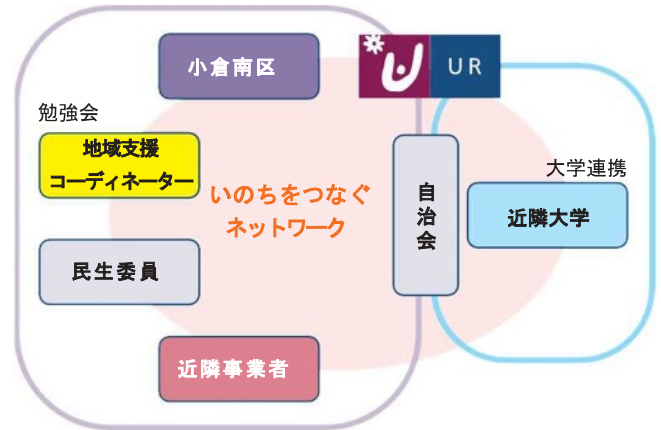 小倉南区
UR
勉強会
地域支援
コーディネーター
いのちをつなぐ
ネットワーク
自治会
大学連携
近隣大学
民生委員
近隣事業者